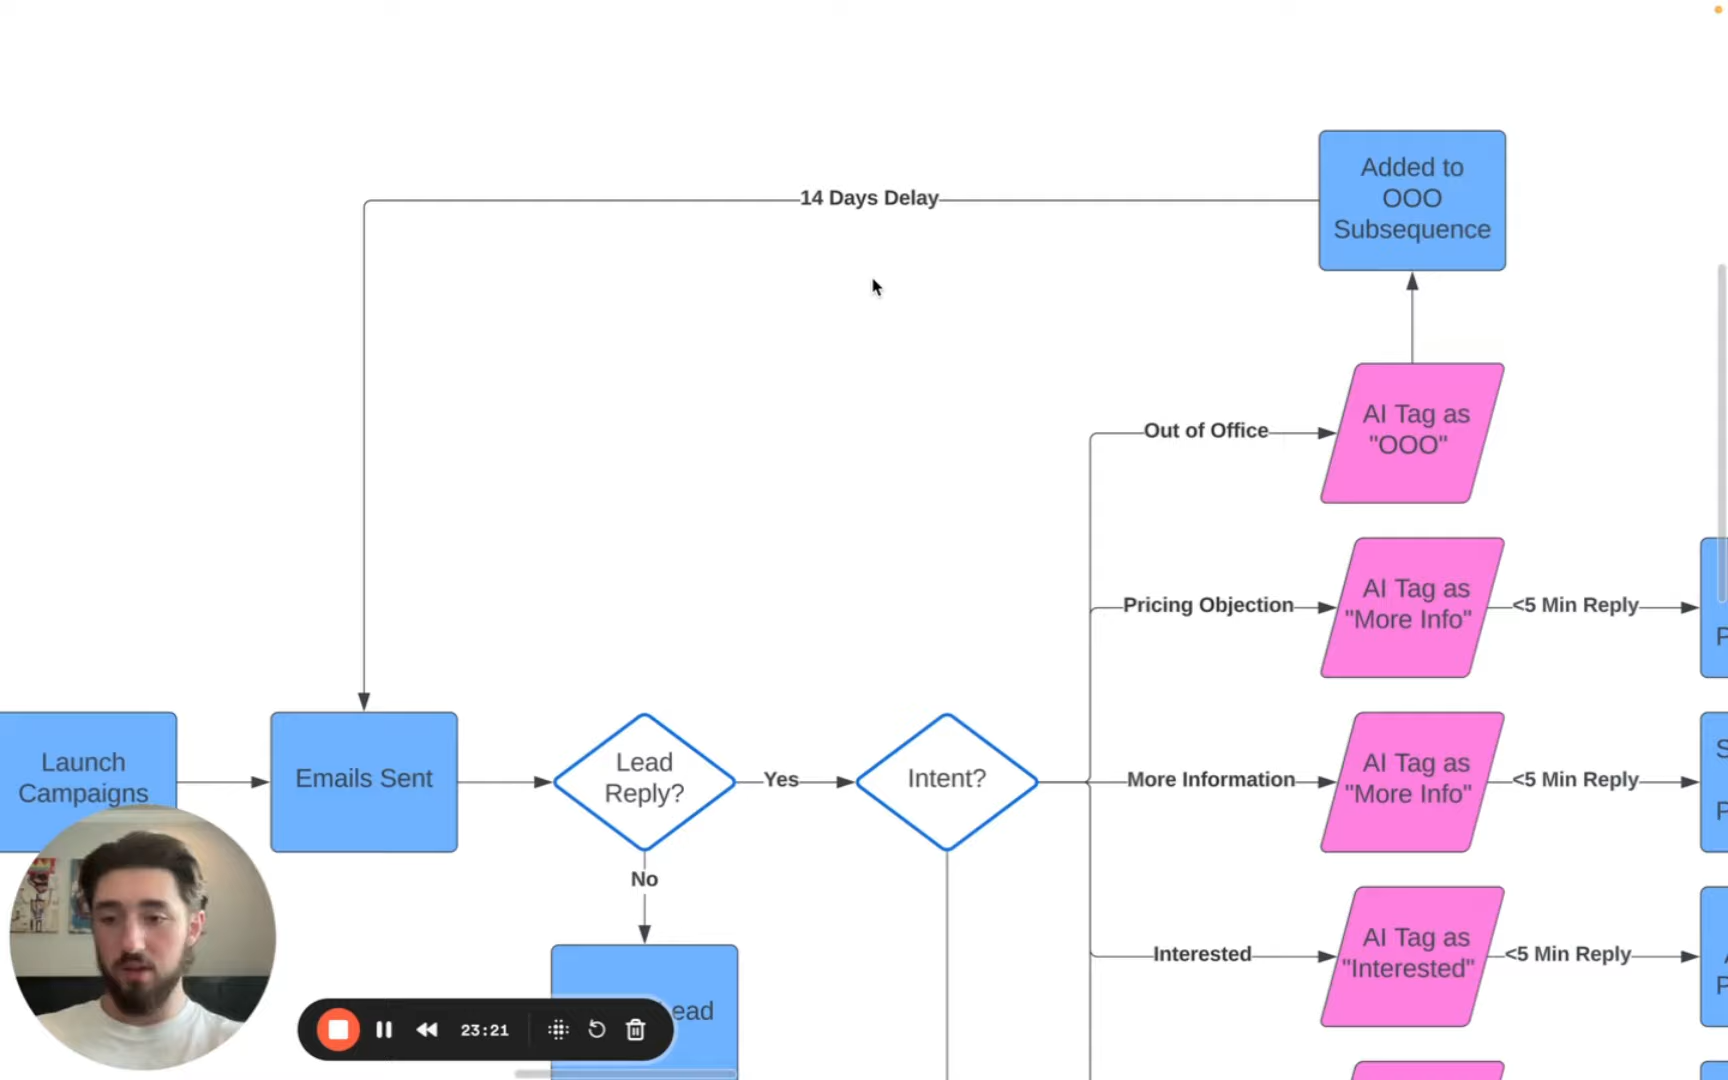 Added to
OOO
Subsequence
14 Days Delay
AI Tag as
"OOO"
Out of Office
AI Tag as
"More Info"
Pricing Objection
<5 Min Reply
P
Launch
Campaigns
Emails Sent
Lead
Reply?
Yes
Intent?
More Information
AI Tag as
"More Info"
<5 Min Reply
S
P
No
Interested
AI Tag as
"Interested"
<5 Min Reply
P
ead
23:21